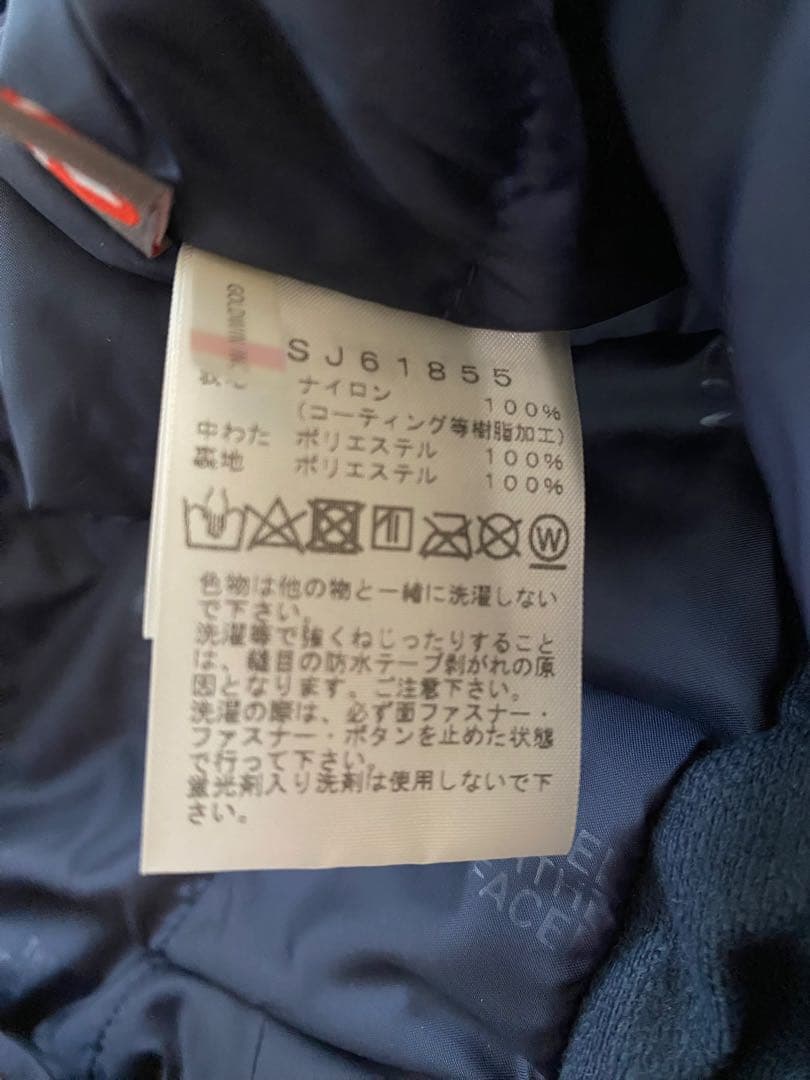 GOLDWIN INC.
SJ61855
表地 ナイロン 100%
(コーティング等樹脂加工)
中わた ポリエステル 100%
裏地 ポリエステル 100%
W
色物は他の物と一緒に洗濯しない
で下さい。
洗濯等で強くねじったりすること
は、縫目の防水テープ剥がれの原
因となります。ご注意下さい。
洗濯の際は、必ず面ファスナー・
ファスナー・ボタンを止めた状態
で行って下さい。
蛍光剤入り洗剤は使用しないで下
さい。